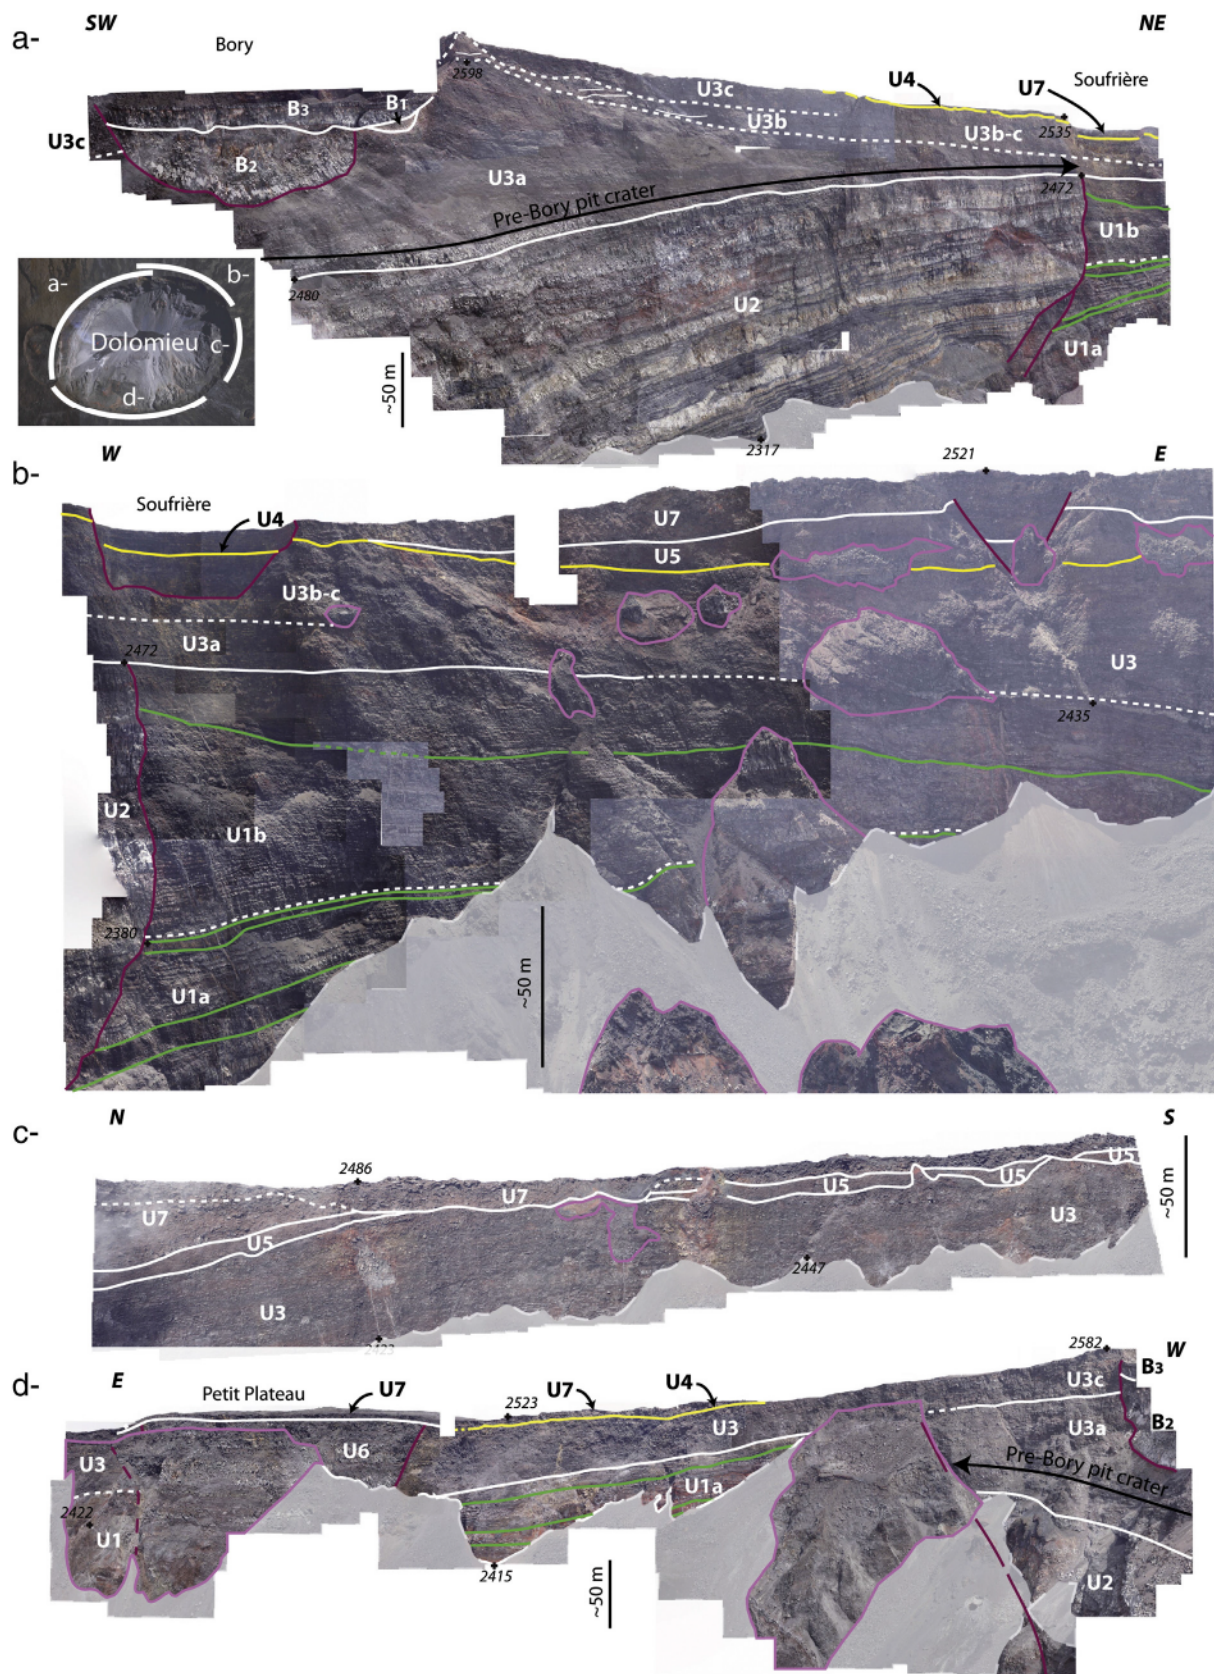 a-
SW
NE
Bory
2598
U3c
U4
U7
Soufrière
B3
B1
U3b
U3b-c
2535
U3c
B2
U3a
Pre-Bory pit crater
2472
U1b
2480
U2
U1a
a-
b-
Dolomieu
c-
d-
~50 m
2317
b-
W
2521
E
Soufrière
U4
U7
U5
U3b-c
U3a
2472
U3
2435
U2
U1b
2380
U1a
~50 m
c-
N
S
2486
U7
U5
U5
U5
U7
U5
U3
~50 m
2447
U3
2423
d-
E
Petit Plateau
U7
2523
U7
U4
2582
W
B3
U3c
U3
U6
U3
U3a
B2
Pre-Bory pit crater
U1a
2422
U1
2415
~50 m
U2